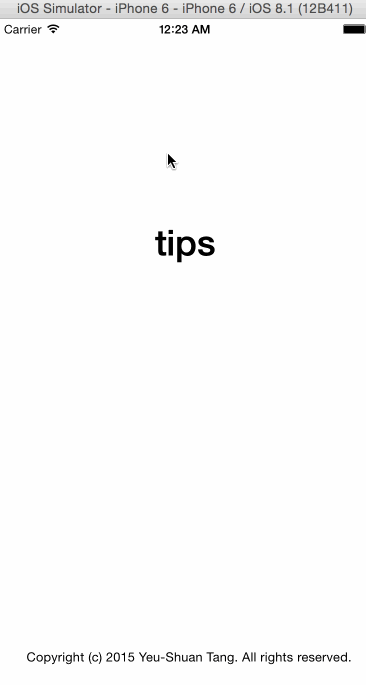 iOS Simulator - iPhone 6 - iPhone 6 / iOS 8.1 (12B411)
Carrier 12:23 AM
tips
Copyright (c) 2015 Yeu-Shuan Tang. All rights reserved.